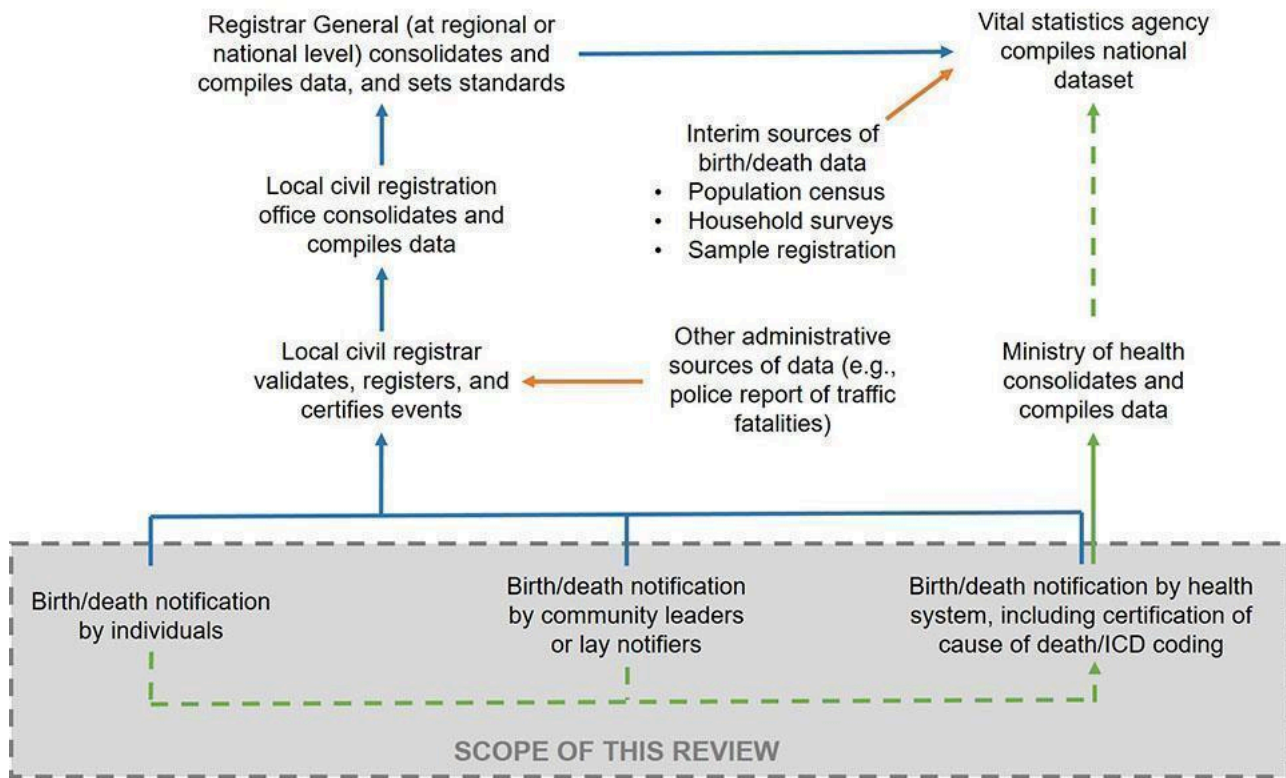 Registrar General (at regional or
national level) consolidates and
compiles data, and sets standards
Vital statistics agency
compiles national
dataset
Interim sources of
birth/death data
• Population census
• Household surveys
• Sample registration
Local civil registration
office consolidates and
compiles data
Local civil registrar
validates, registers, and
certifies events
Other administrative
sources of data (e.g.,
police report of traffic
fatalities)
Ministry of health
consolidates and
compiles data
Birth/death notification
by individuals
Birth/death notification
by community leaders
or lay notifiers
Birth/death notification by health
system, including certification of
cause of death/ICD coding
SCOPE OF THIS REVIEW